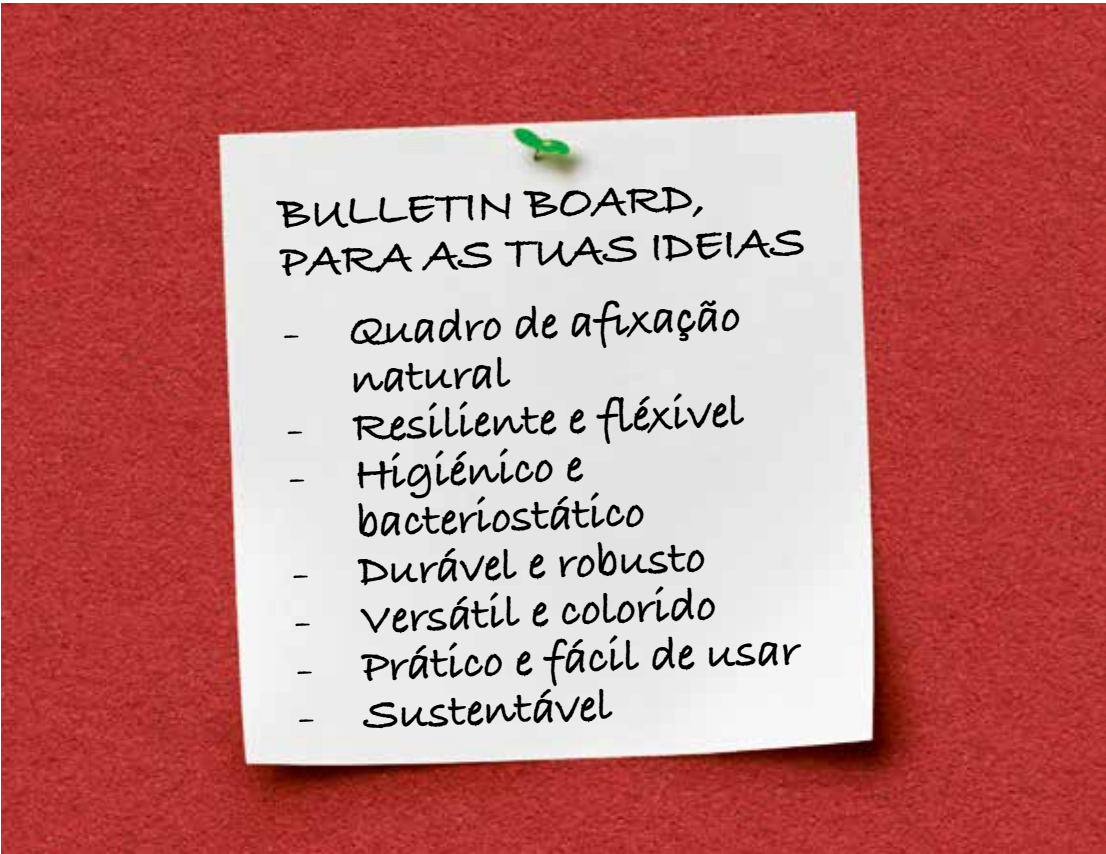 BULLETIN BOARD,
PARA AS TUAS IDEIAS
- Quadro de afixação
natural
- Resiliente e fléxivel
- Higiénico e
bacteriostático
- Durável e robusto
- Versátil e colorido
- Prático e fácil de usar
- Sustentável